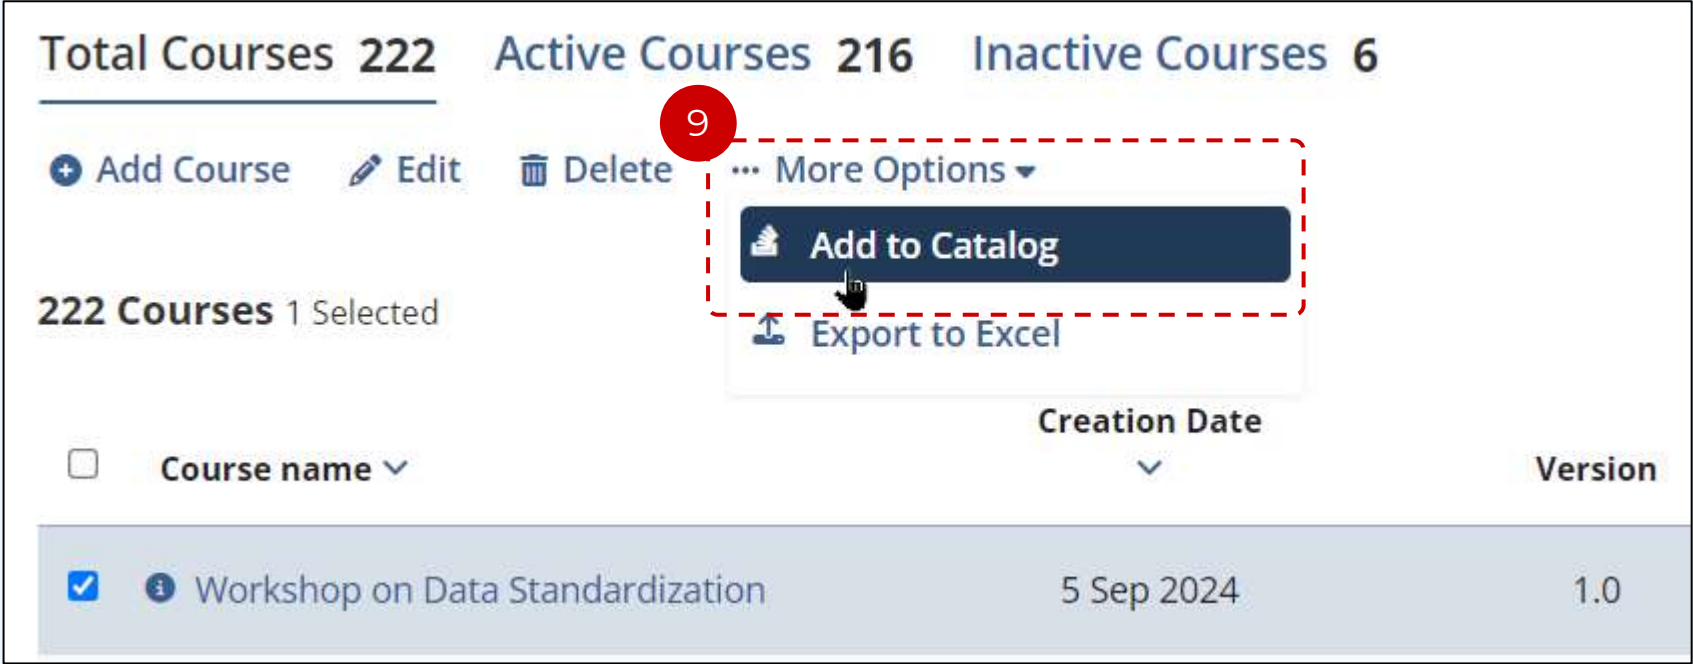 Total Courses 222 Active Courses 216 Inactive Courses 6
9
Add Course Edit Delete ... More Options
Add to Catalog
222 Courses 1 Selected
Export to Excel
Creation Date
Course name Version
Workshop on Data Standardization 5 Sep 2024 1.0